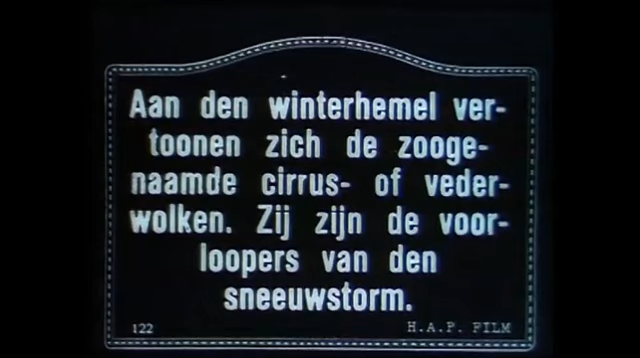 Aan den winterhemel ver-
toonen zich de zooge-
naamde cirrus- of veder-
wolken. Zij zijn de voor-
loopers van den
sneeuwstorm.
122 H.A.P. FILM